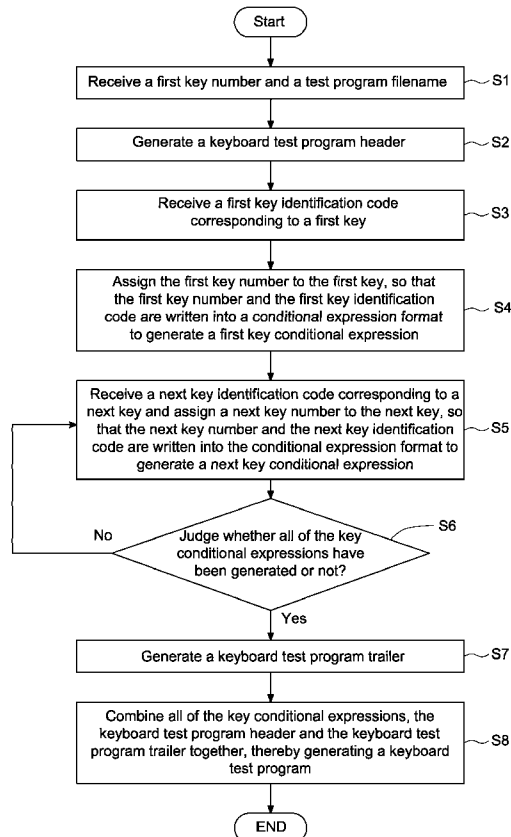 Start
Receive a first key number and a test program filename
S1
Generate a keyboard test program header
S2
Receive a first key identification code
corresponding to a first key
S3
Assign the first key number to the first key, so that
the first key number and the first key identification
code are written into a conditional expression format
to generate a first key conditional expression
S4
Receive a next key identification code corresponding to a
next key and assign a next key number to the next key, so
that the next key number and the next key identification
code are written into the conditional expression format to
generate a next key conditional expression
S5
S6
No
Judge whether all of the key
conditional expressions have
been generated or not?
Yes
Generate a keyboard test program trailer
S7
Combine all of the key conditional expressions, the
keyboard test program header and the keyboard test
program trailer together, thereby generating a keyboard
test program
S8
END